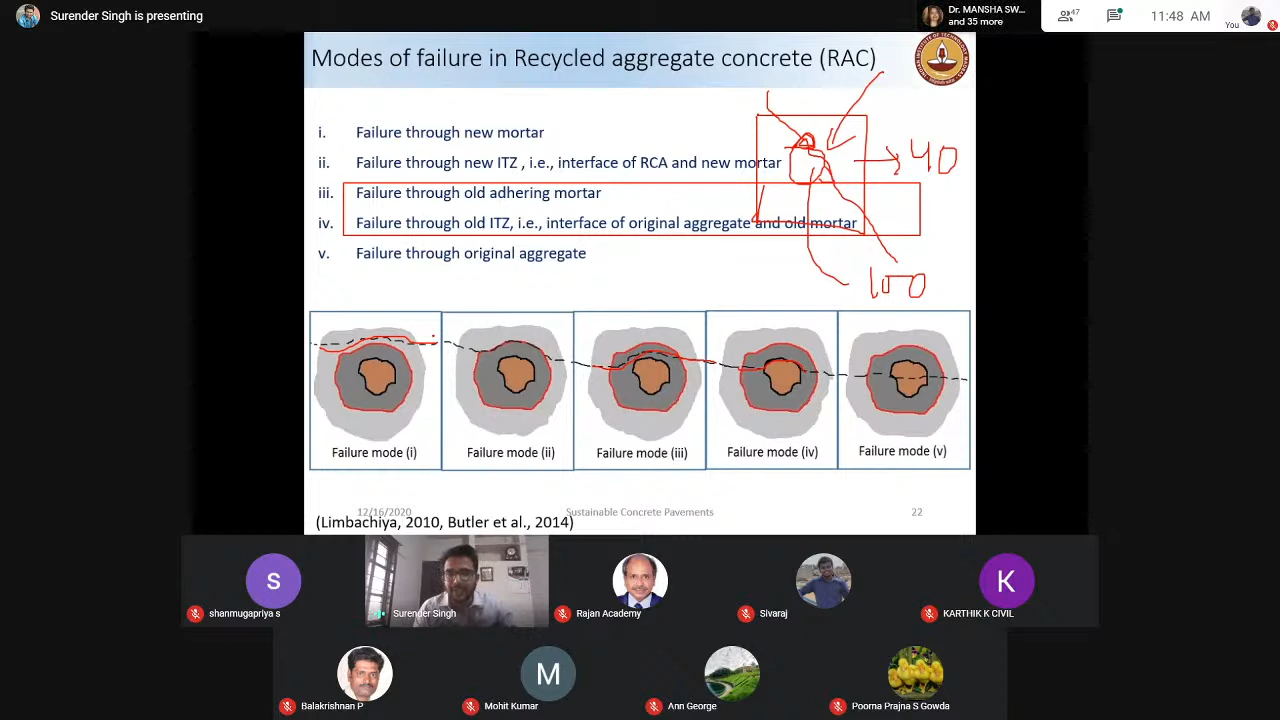 Surender Singh is presenting
Dr. MANSHA SW...
and 35 more
47
11:48 AM
You
Modes of failure in Recycled aggregate concrete (RAC)
i. Failure through new mortar
ii. Failure through new ITZ , i.e., interface of RCA and new mortar
iii. Failure through old adhering mortar
iv. Failure through old ITZ, i.e., interface of original aggregate and old mortar
v. Failure through original aggregate
40
100
Failure mode (i)
Failure mode (ii)
Failure mode (iii)
Failure mode (iv)
Failure mode (v)
12/16/2020
Sustainable Concrete Pavements
22
(Limbachiya, 2010, Butler et al., 2014)
s
K
shanmugapriya s
Surender Singh
Rajan Academy
Sivaraj
KARTHIK K CIVIL
M
Balakrishnan P
Mohit Kumar
Ann George
Poorna Prajna S Gowda